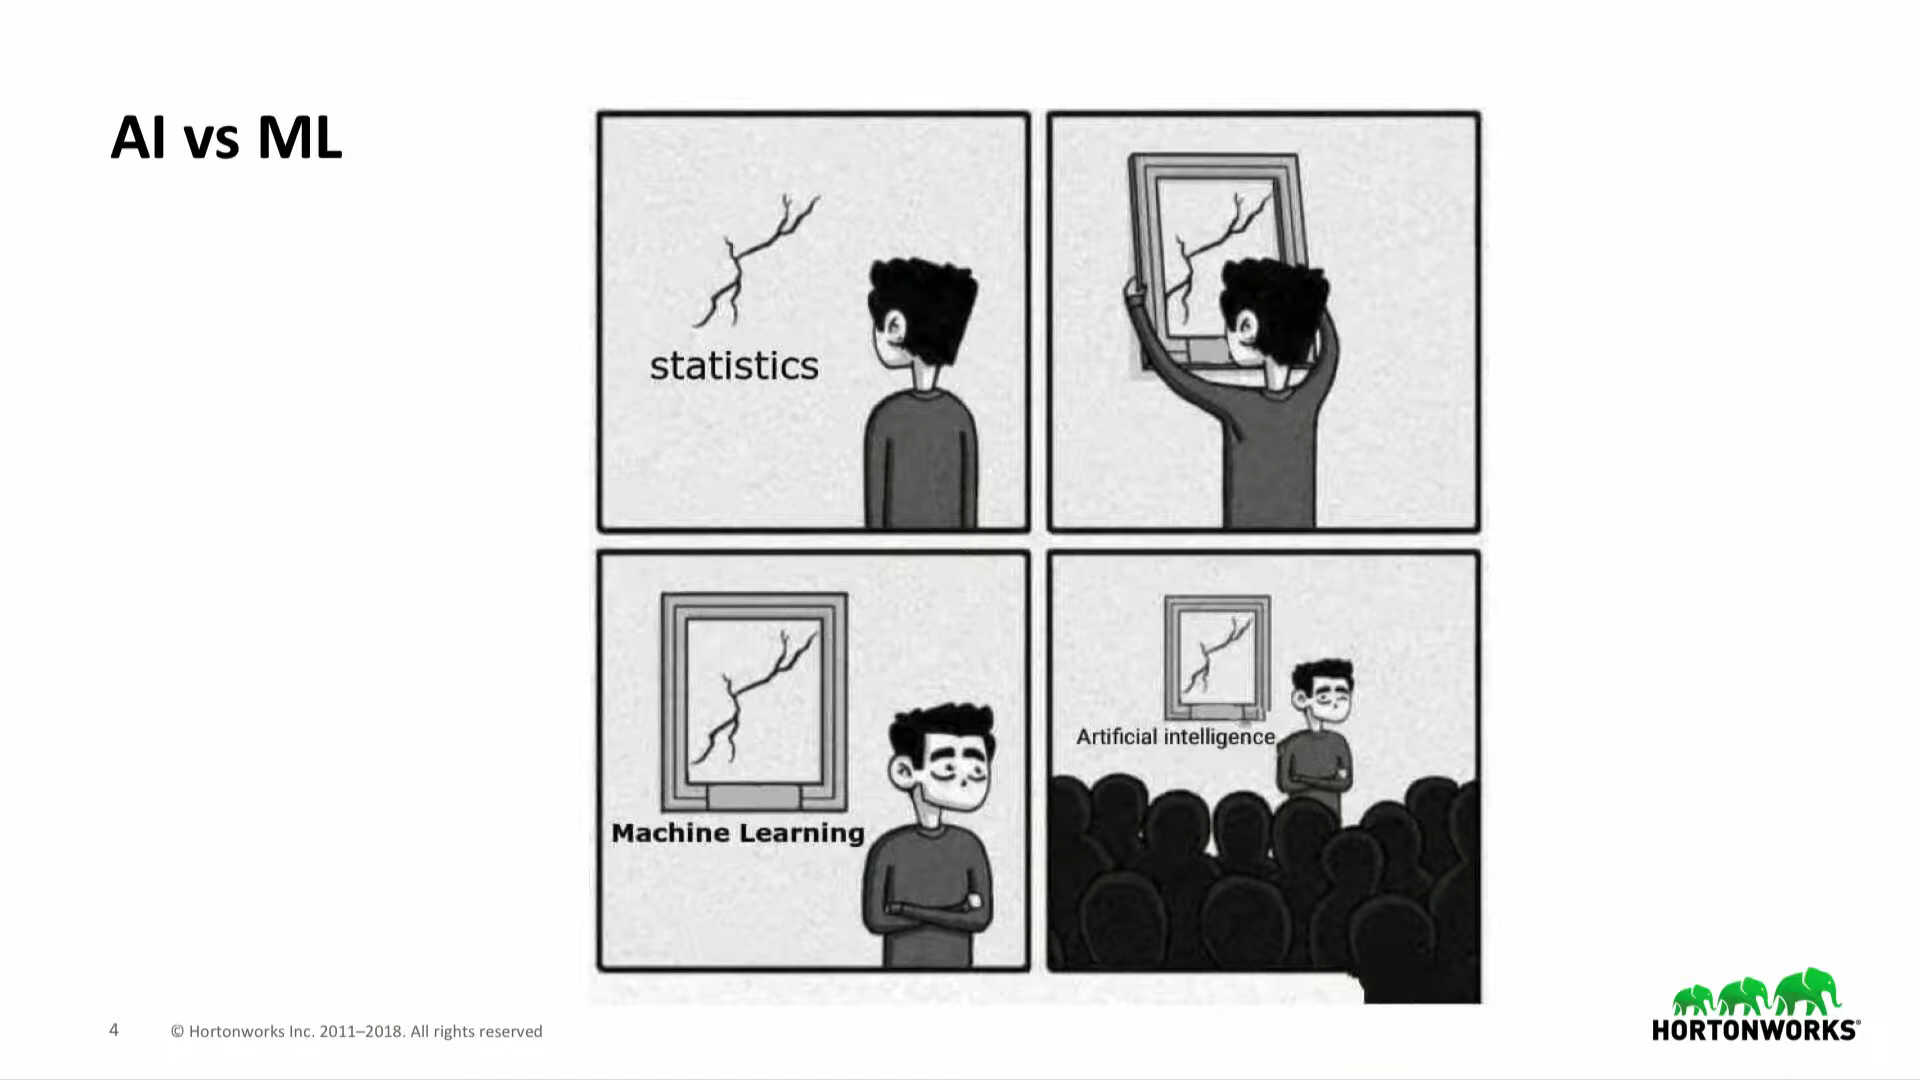 AI vs ML
statistics
Machine Learning
Artificial intelligence
4
© Hortonworks Inc. 2011–2018. All rights reserved
HORTONWORKS®